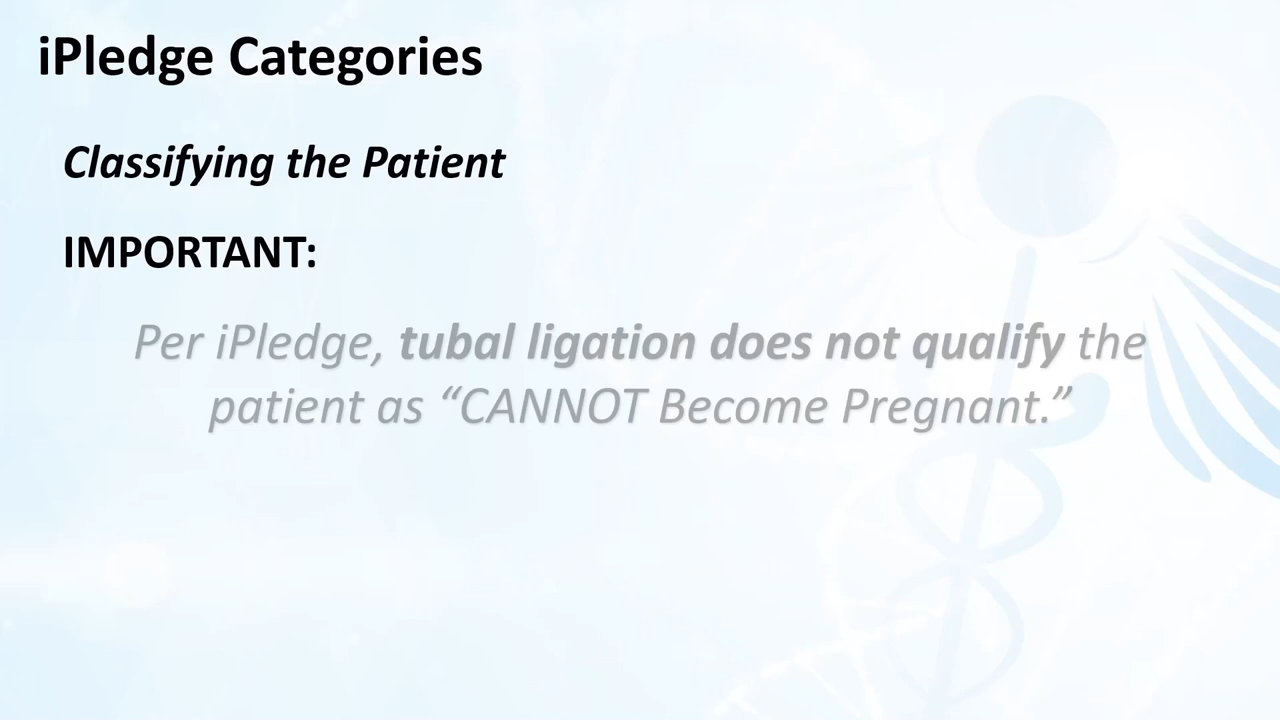 iPledge Categories
Classifying the Patient
IMPORTANT:
Per iPledge, tubal ligation does not qualify the
patient as “CANNOT Become Pregnant.”